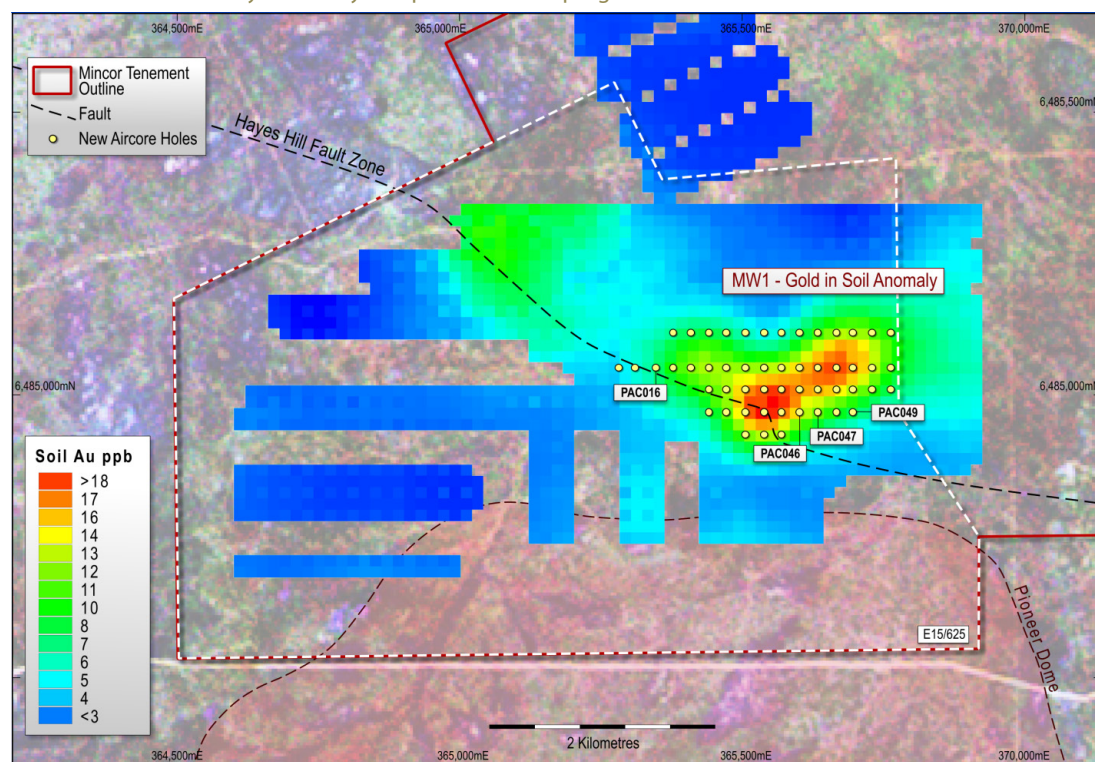 364,500mE
365,000mE
365,500mE
370,000mE
Mincor Tenement
Outline
Fault
New Aircore Holes
6,485,500mN
Hayes Hill Fault Zone
MW1 - Gold in Soil Anomaly
6,485,000mN
6,485,000mN
PAC016
PAC049
PAC047
PAC046
Soil Au ppb
>18
17
16
14
13
12
11
10
8
7
6
5
4
<3
E15/625
Pioneer Dome
2 Kilometres
364,500mE
365,000mE
365,500mE
370,000mE